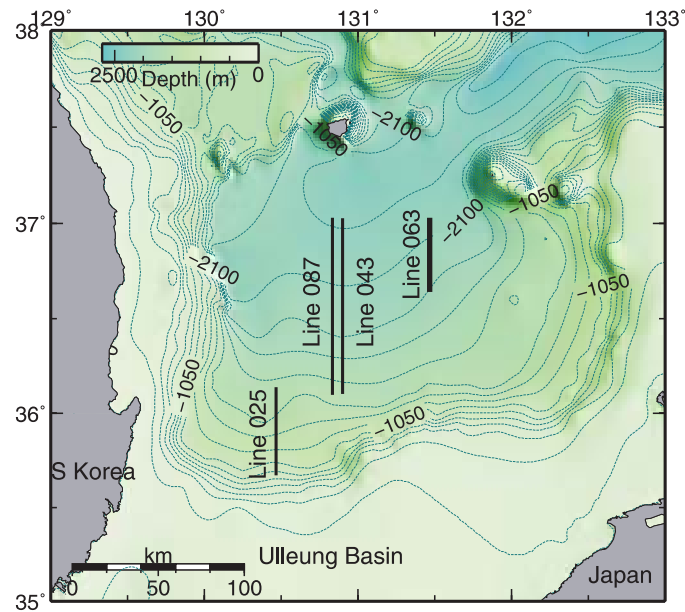 129° 130° 131° 132° 133°
38
2500 0
Depth (m)
−1050
−1050
−2100
−1050
37
−2100
−2100
Line 063
−1050
Line 087
Line 043
−1050
36
−1050
Line 025
S Korea
km
0 50 100
Ulleung Basin
Japan
35